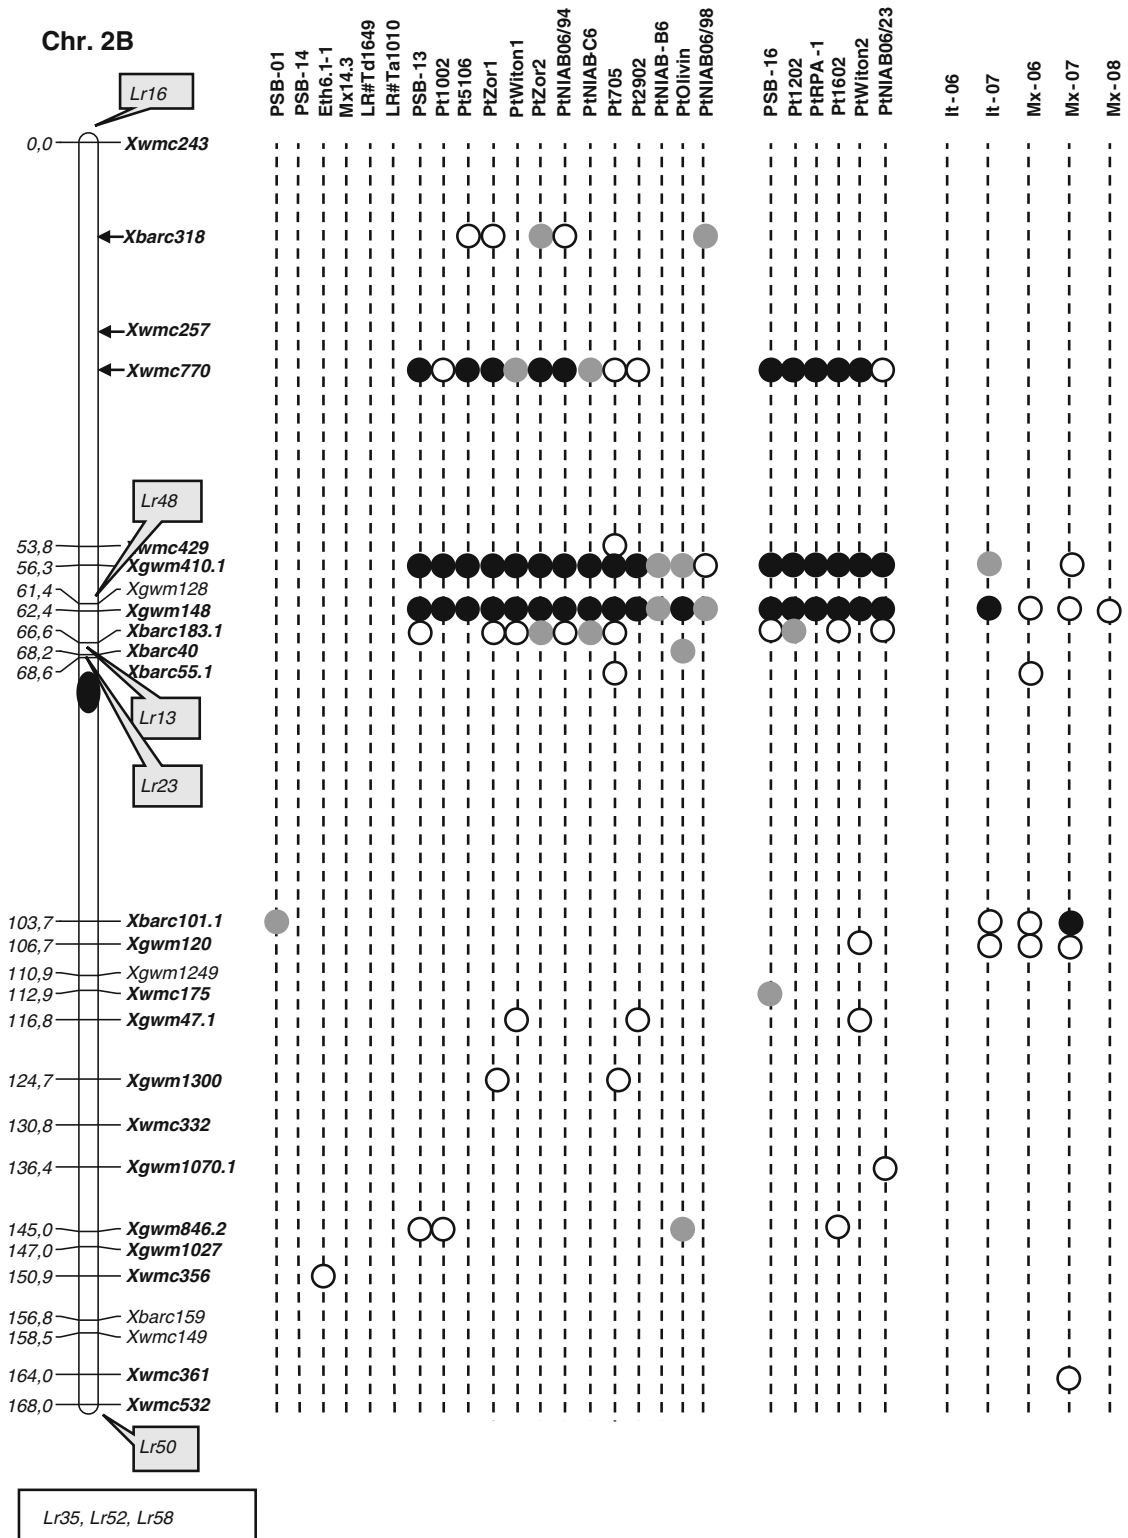 Chr. 2B
PSB-01
PSB-14
Eth6.1-1
Mx14.3
LR#Td1649
LR#Ta1010
PSB-13
Pt1002
Pt5106
PtZor1
PtWiton1
PtZor2
PtNIAB06/94
PtNIAB-C6
Pt705
Pt2902
PtNIAB-B6
PtOlivin
PtNIAB06/98
PSB-16
Pt1202
PtRPA-1
Pt1602
PtWiton2
PtNIAB06/23
It-06
It-07
Mx-06
Mx-07
Mx-08
Lr16
0,0 Xwmc243
Xbarc318
Xwmc257
Xwmc770
Lr48
53,8 Xwmc429
56,3 Xgwm410.1
61,4 Xgwm128
62,4 Xgwm148
66,6 Xbarc183.1
68,2 Xbarc40
68,6 Xbarc55.1
Lr13
Lr23
103,7 Xbarc101.1
106,7 Xgwm120
110,9 Xgwm1249
112,9 Xwmc175
116,8 Xgwm47.1
124,7 Xgwm1300
130,8 Xwmc332
136,4 Xgwm1070.1
145,0 Xgwm846.2
147,0 Xgwm1027
150,9 Xwmc356
156,8 Xbarc159
158,5 Xwmc149
164,0 Xwmc361
168,0 Xwmc532
Lr50
Lr35, Lr52, Lr58